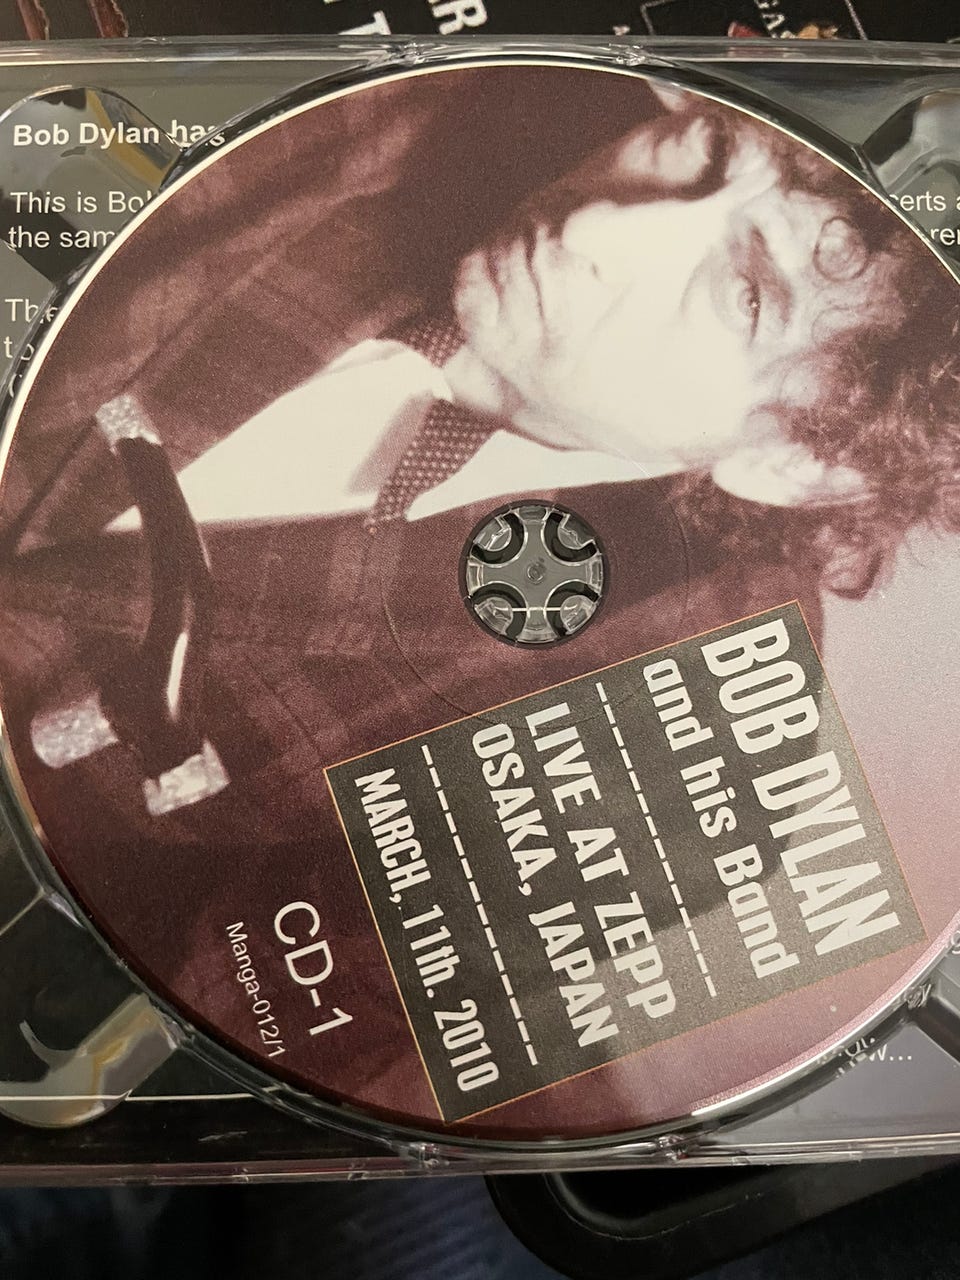 Bob Dylan has
This is Bo
the sam
certs a
BOB DYLAN
and his Band
LIVE AT ZEPP
OSAKA, JAPAN
MARCH, 11th. 2010
CD-1
Manga-012/1